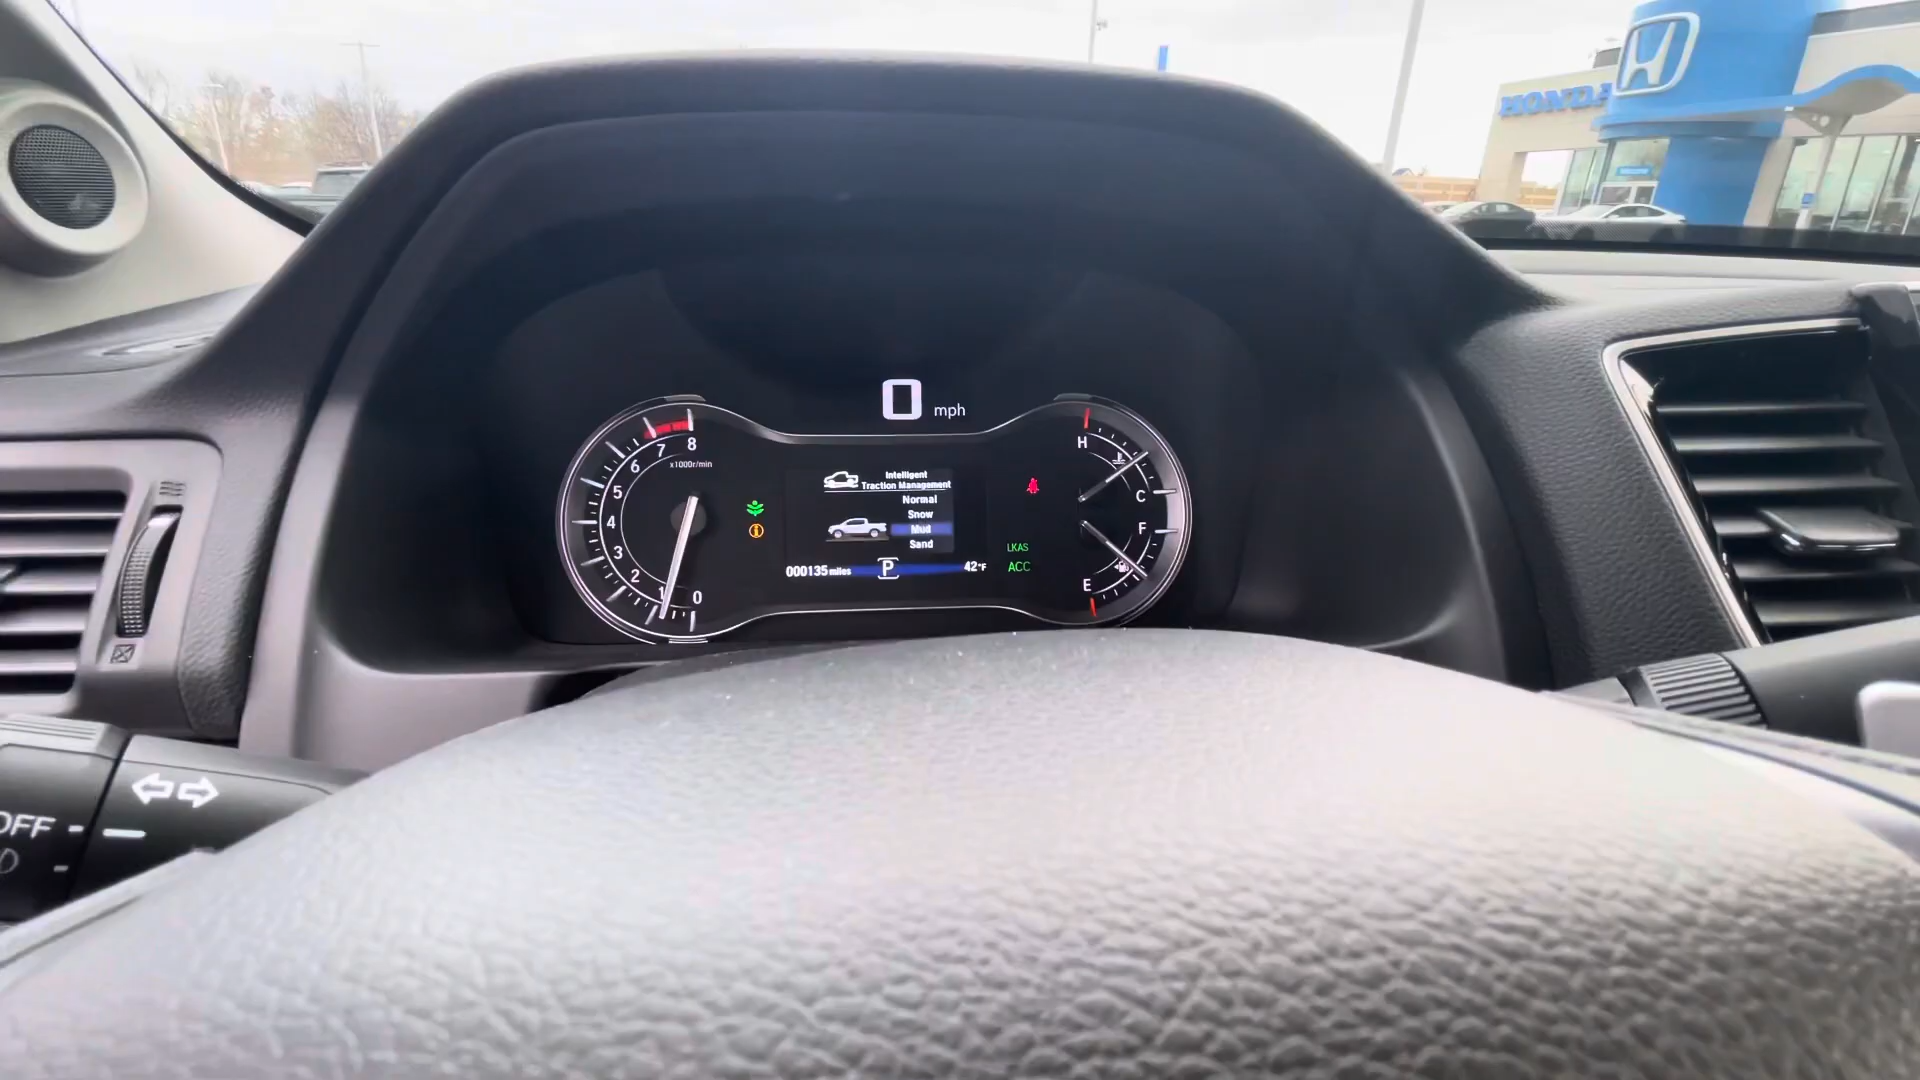 HONDA
0 mph
8
7
6
5
4
3
2
1
0
x1000r/min
Intelligent
Traction Management
Normal
Snow
Mud
Sand
000135 miles
P
42°F
LKAS
ACC
H
C
F
E
OFF